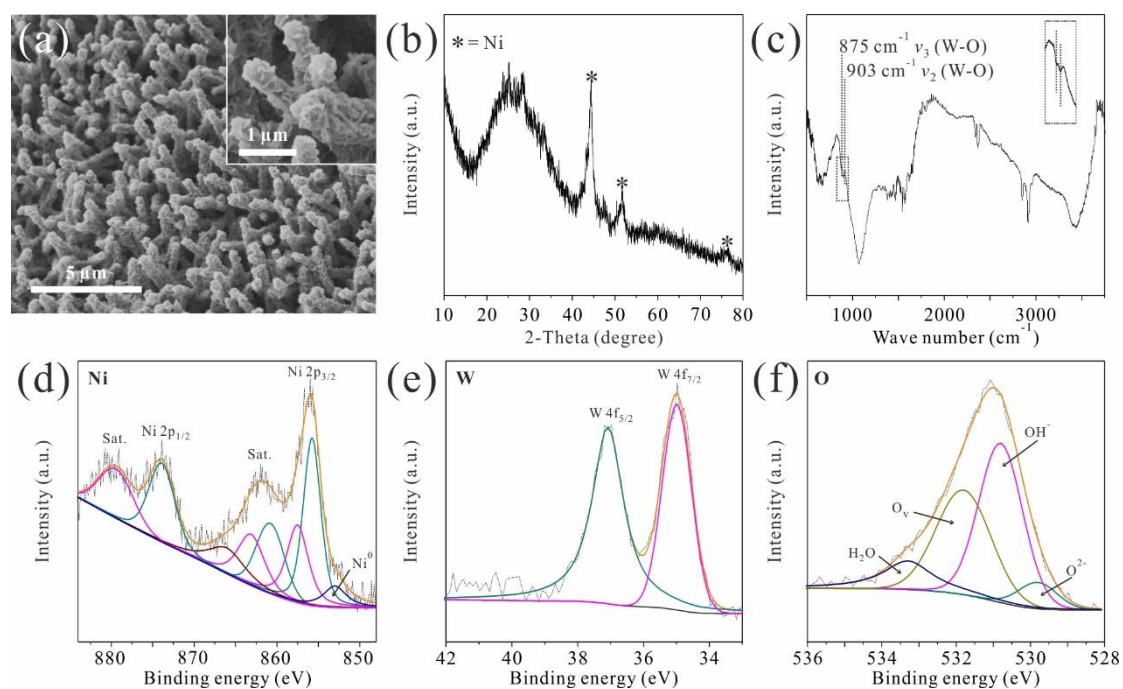 (a)
1 μm
5 μm
(b)
* = Ni
*
*
*
Intensity (a.u.)
10 20 30 40 50 60 70 80
2-Theta (degree)
(c)
875 cm⁻¹ ν₃ (W-O)
903 cm⁻¹ ν₂ (W-O)
Intensity (a.u.)
1000 2000 3000
Wave number (cm⁻¹)
(d)
Ni
Ni 2p₃/₂
Ni 2p₁/₂
Sat.
Sat.
Ni⁰
Intensity (a.u.)
880 870 860 850
Binding energy (eV)
(e)
W
W 4f₇/₂
W 4f₅/₂
Intensity (a.u.)
42 40 38 36 34
Binding energy (eV)
(f)
O
OH⁻
Oᵥ
H₂O
O²⁻
Intensity (a.u.)
536 534 532 530 528
Binding energy (eV)